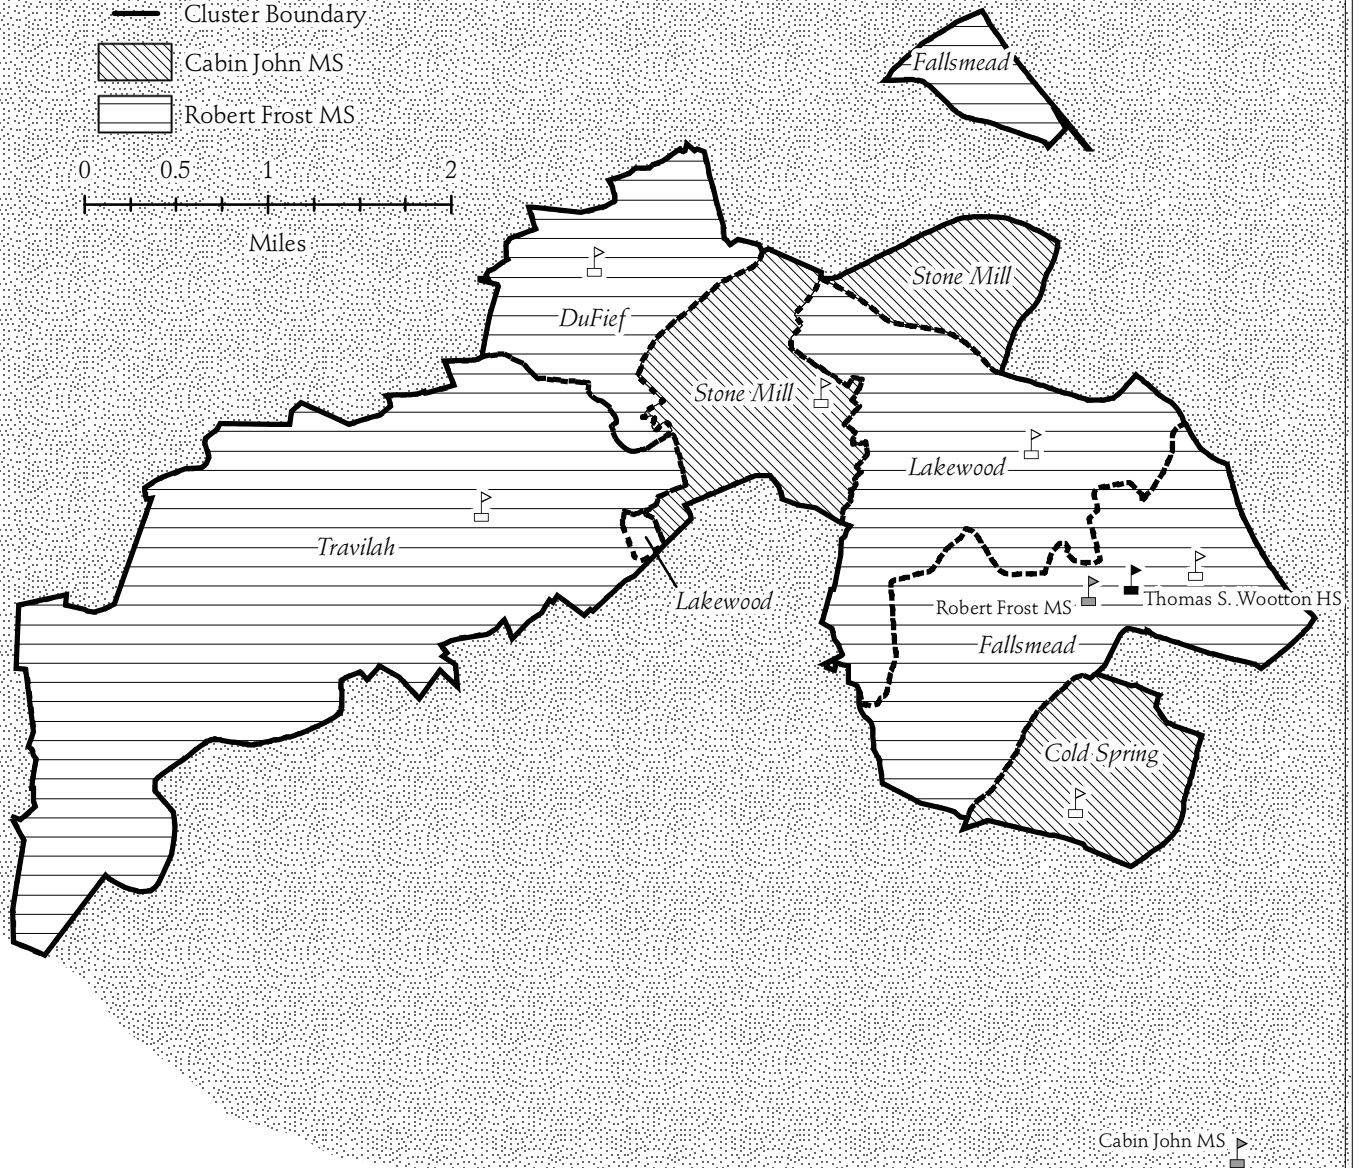 Cluster Boundary
Cabin John MS
Robert Frost MS
0 0.5 1 2
Miles
Fallsmead
Stone Mill
DuFief
Stone Mill
Lakewood
Travilah
Lakewood
Robert Frost MS
Thomas S. Wootton HS
Fallsmead
Cold Spring
Cabin John MS